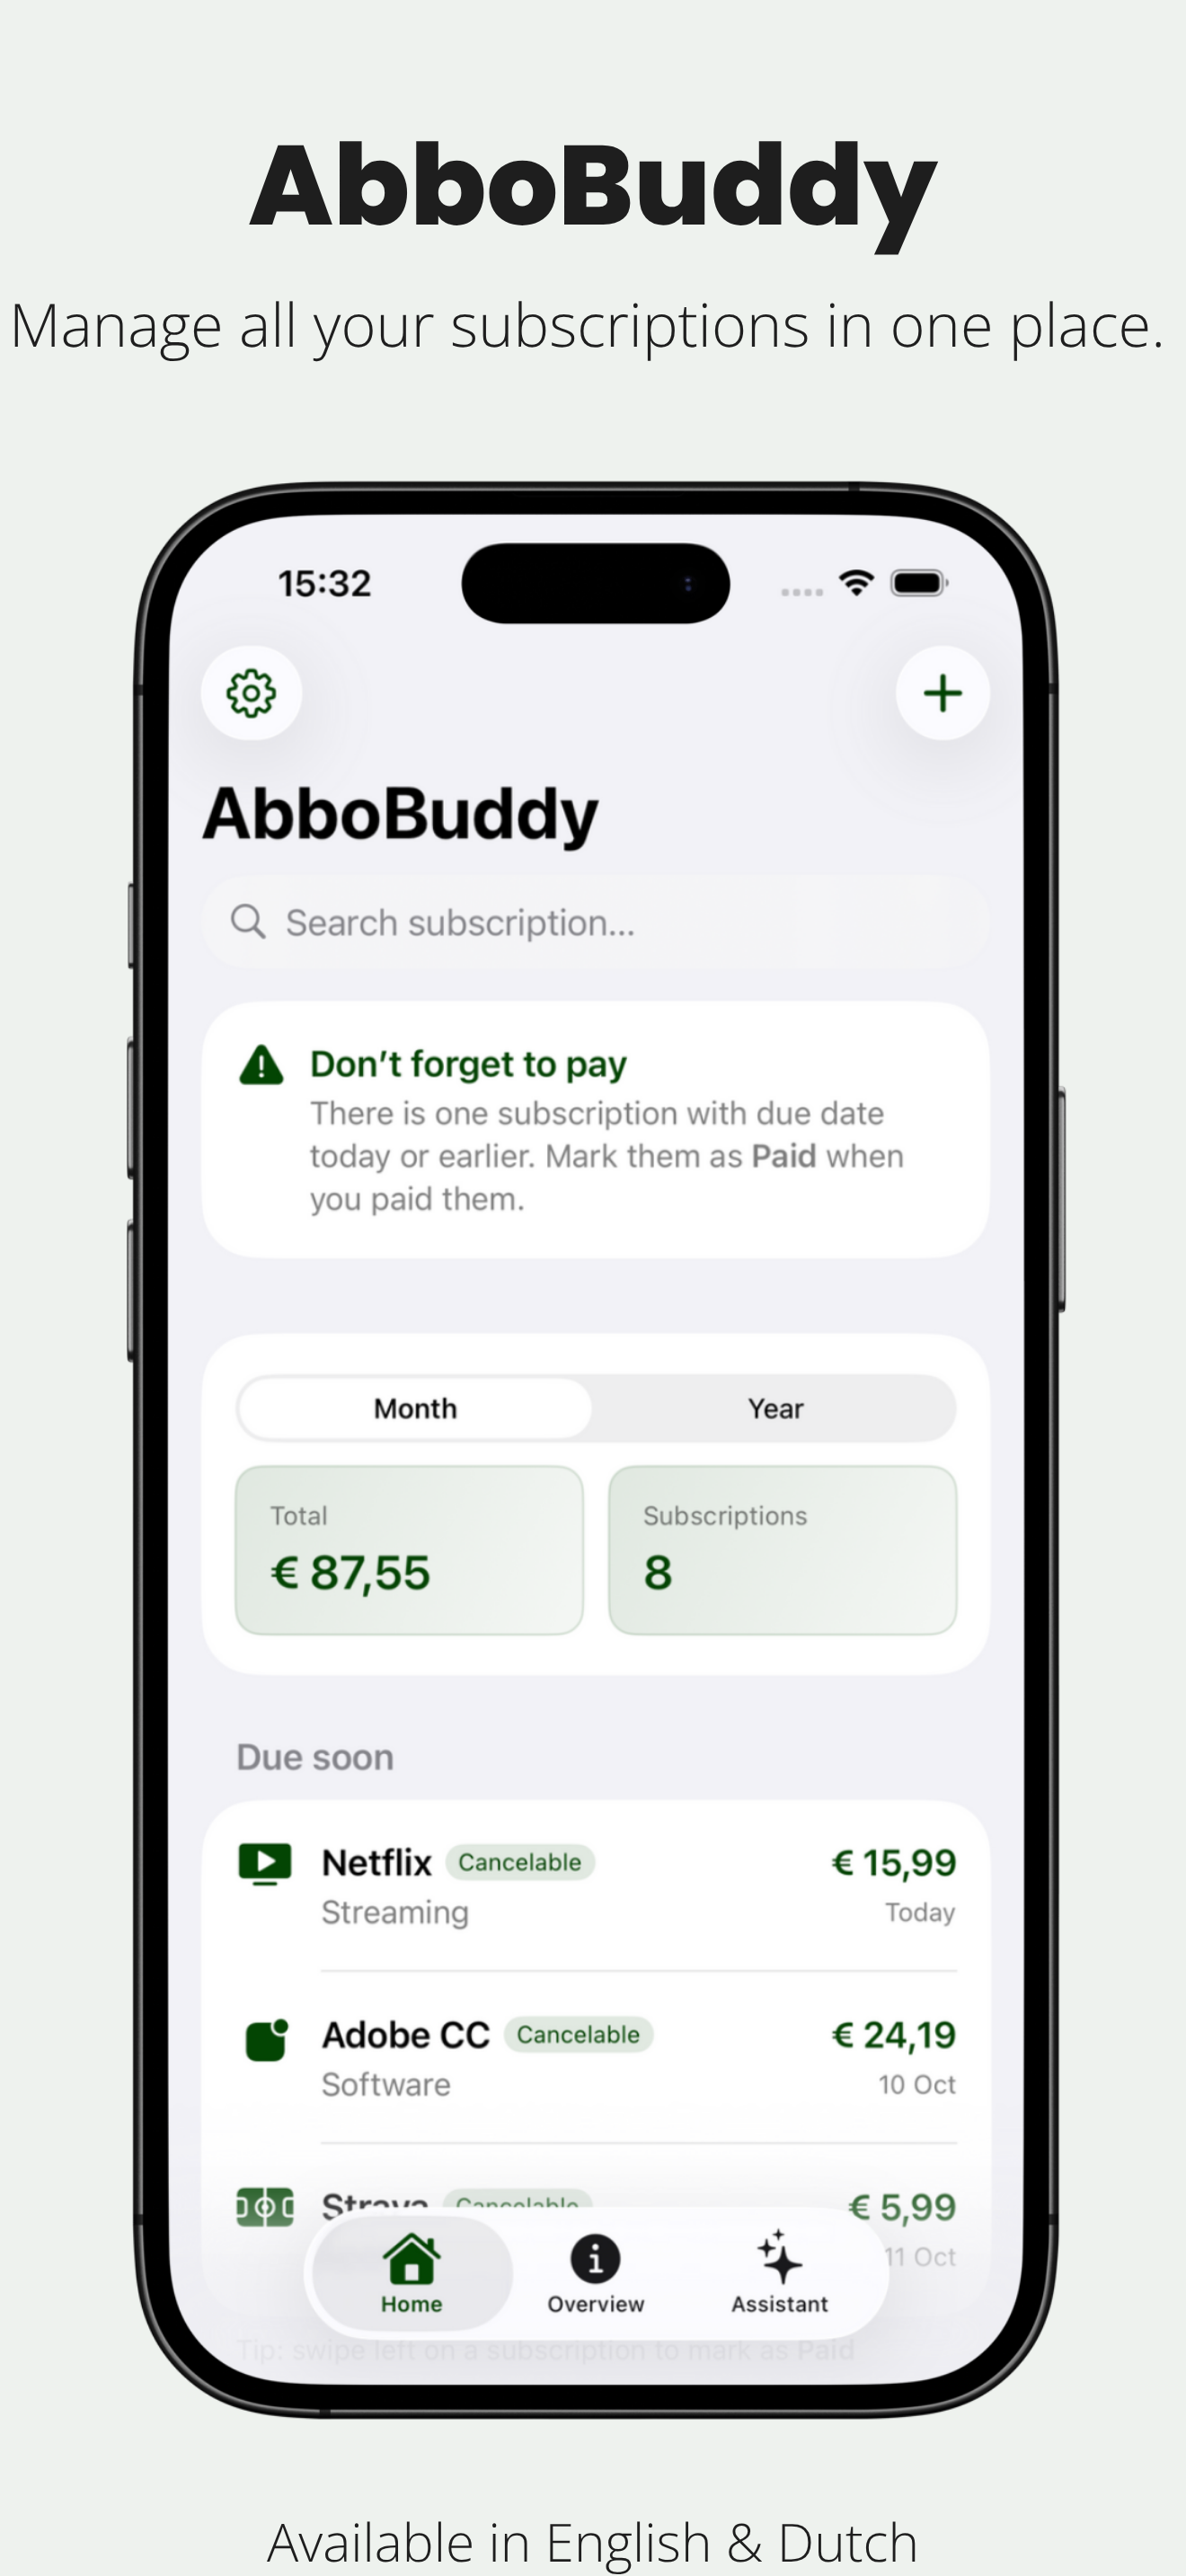 AbboBuddy
Manage all your subscriptions in one place.
15:32
AbboBuddy
Search subscription...
Don’t forget to pay
There is one subscription with due date
today or earlier. Mark them as Paid when
you paid them.
Month Year
Total Subscriptions
€ 87,55 8
Due soon
Netflix Cancelable € 15,99
Streaming Today
Adobe CC Cancelable € 24,19
Software 10 Oct
Strava Cancelable € 5,99
11 Oct
Home Overview Assistant
Tip: swipe left on a subscription to mark as Paid
Available in English & Dutch